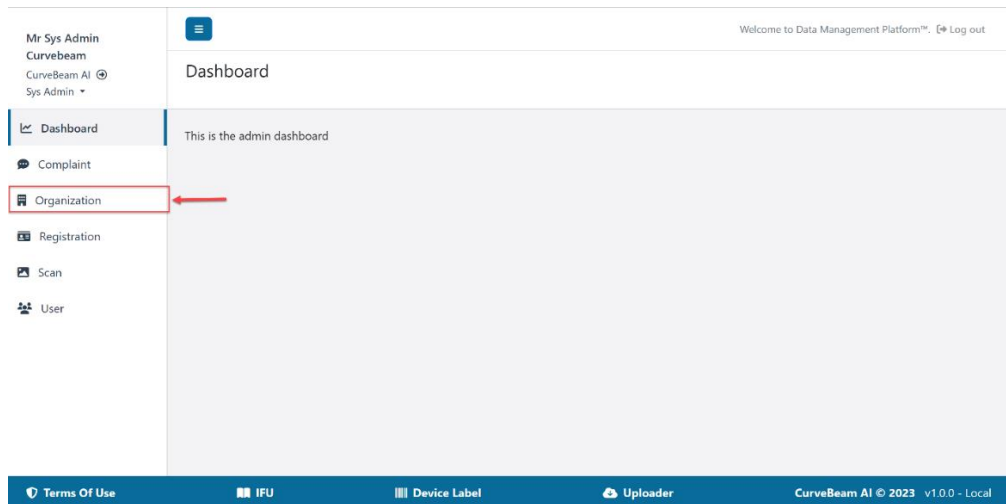 Mr Sys Admin
Curvebeam
CurveBeam AI
Sys Admin
Welcome to Data Management Platform™. Log out
Dashboard
Dashboard
Complaint
Organization
Registration
Scan
User
This is the admin dashboard
Terms Of Use
IFU
Device Label
Uploader
CurveBeam AI © 2023 v1.0.0 - Local